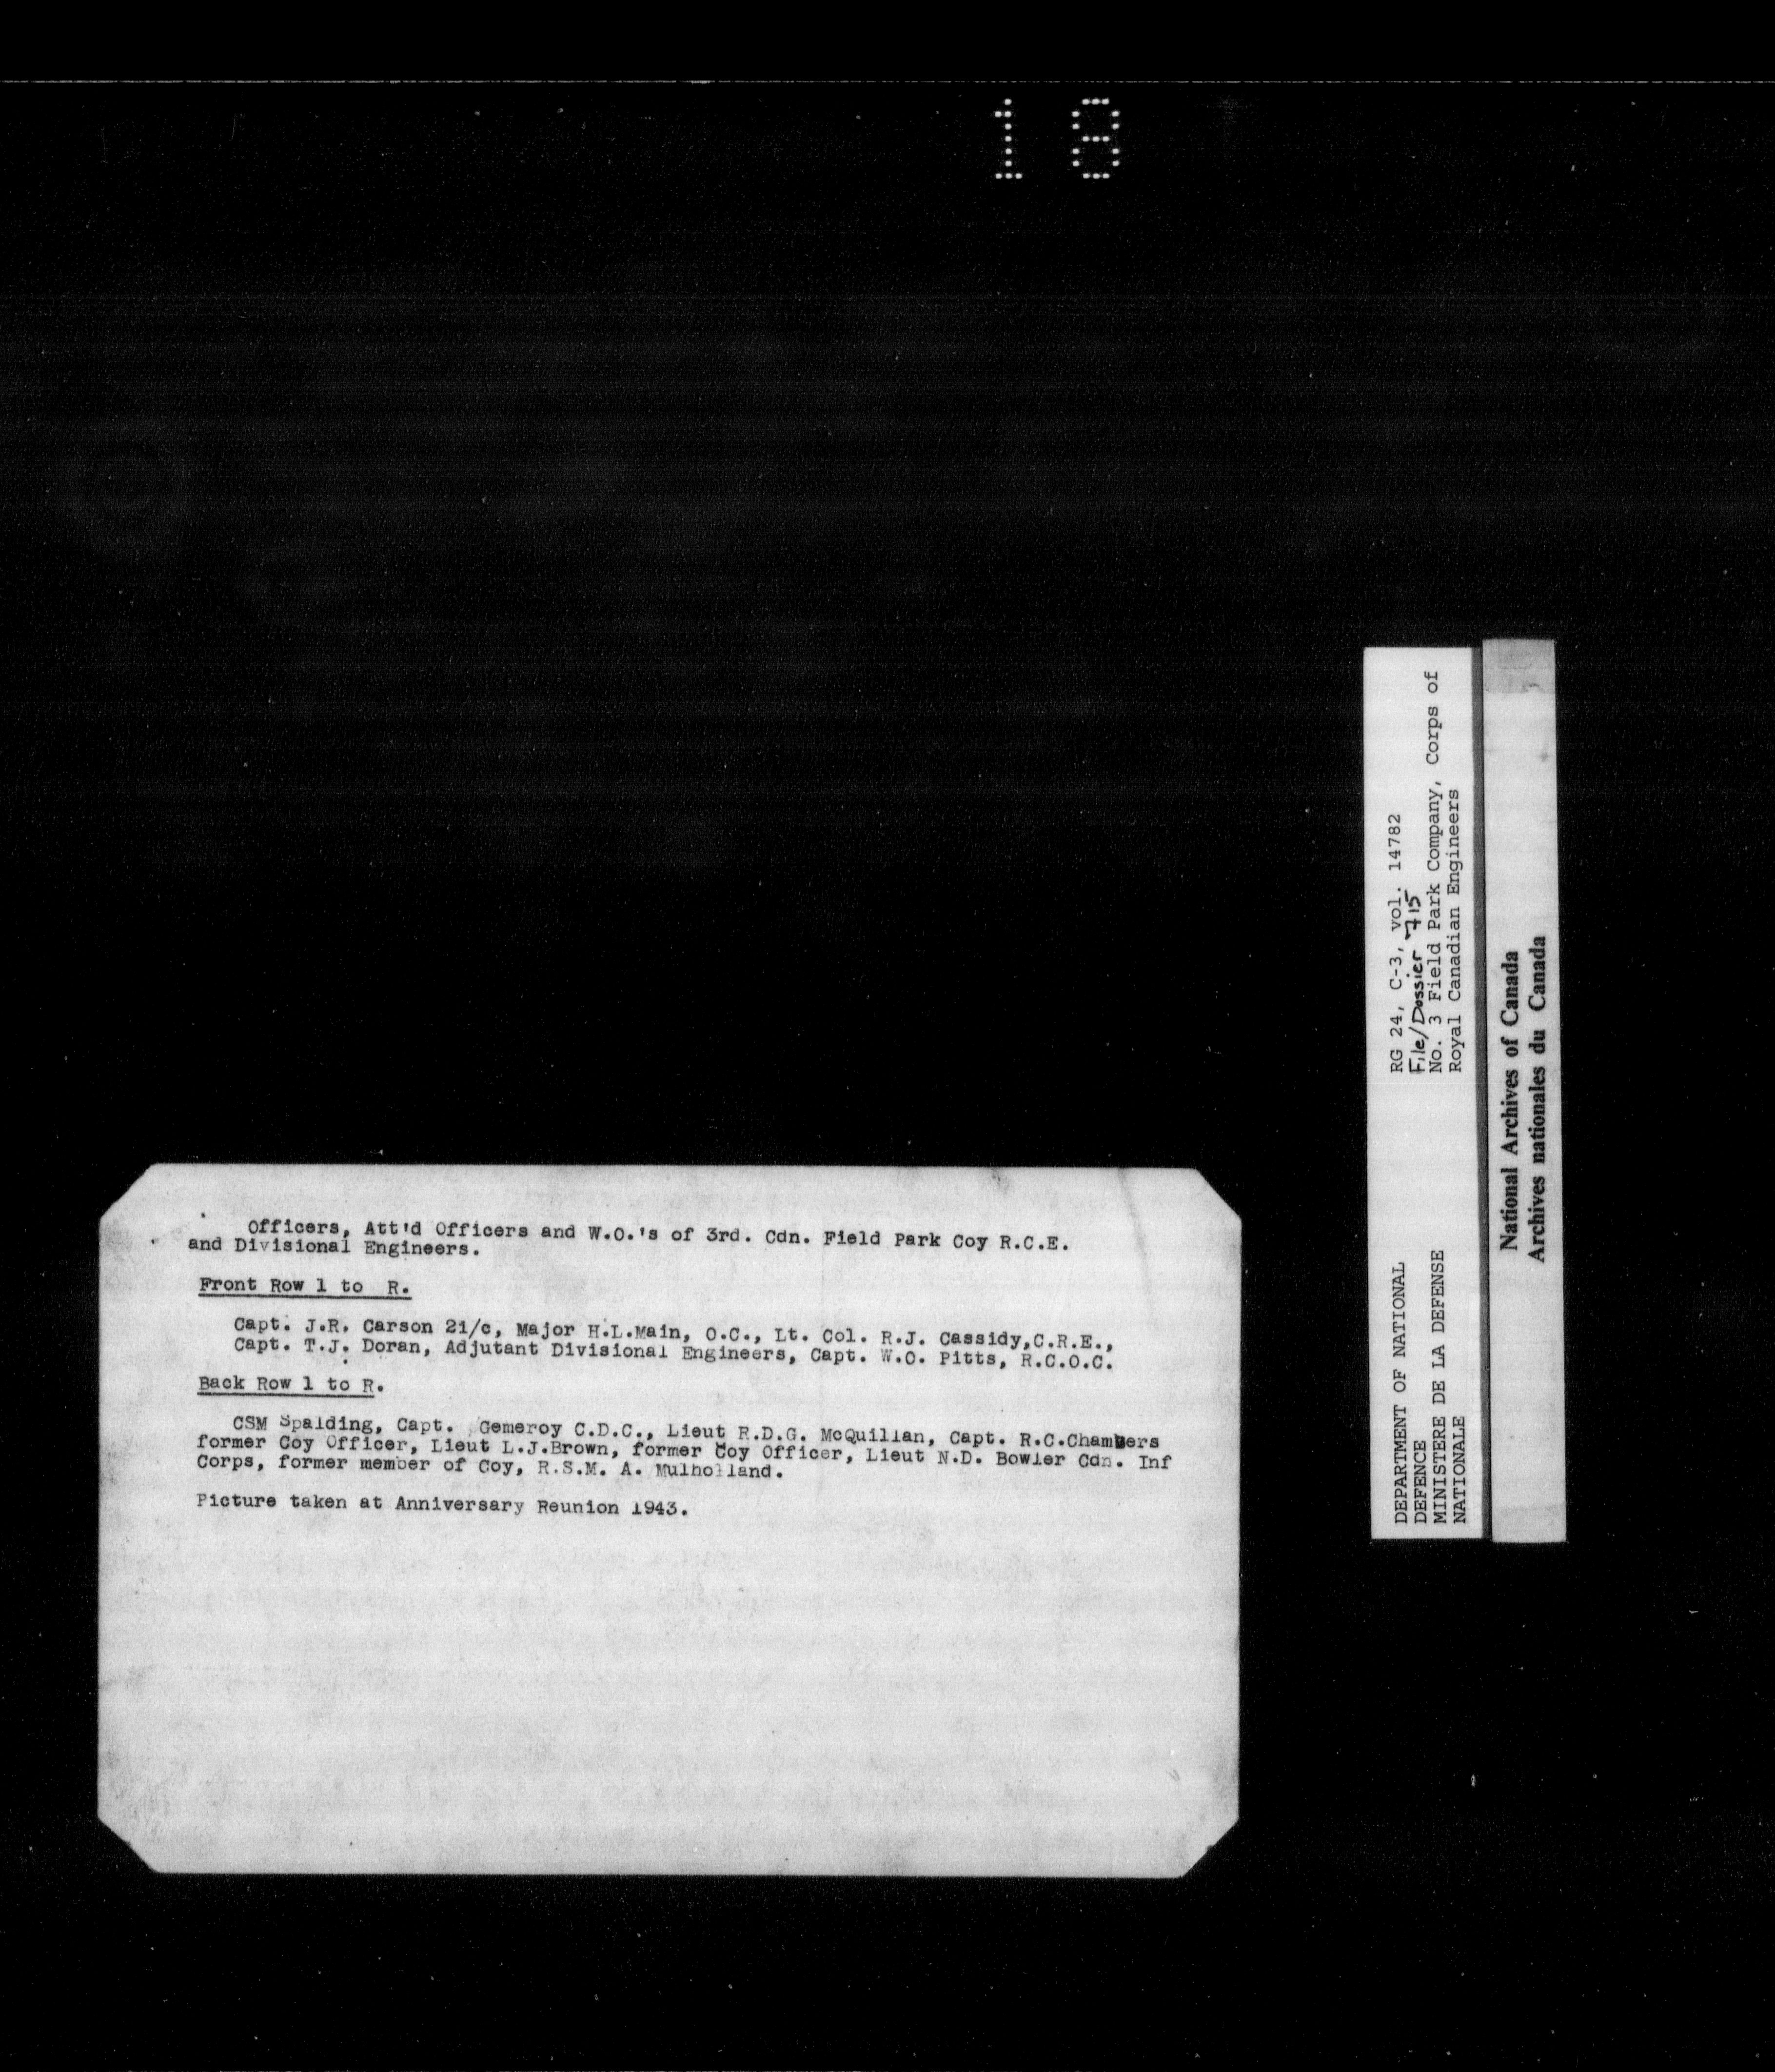 18
Officers, Att'd Officers and W.O.'s of 3rd. Cdn. Field Park Coy R.C.E.
and Divisional Engineers.
Front Row l to R.
Capt. J.R. Carson 2i/c, Major H.L.Main, O.C., Lt. Col. R.J. Cassidy,C.R.E.,
Capt. T.J. Doran, Adjutant Divisional Engineers, Capt. W.O. Pitts, R.C.O.C.
Back Row l to R.
CSM Spalding, Capt. Gemeroy C.D.C., Lieut R.D.G. McQuillan, Capt. R.C.Chambers
former Coy Officer, Lieut L.J.Brown, former Coy Officer, Lieut N.D. Bowler Cdn. Inf
Corps, former member of Coy, R.S.M. A. Mulholland.
Picture taken at Anniversary Reunion 1943.
DEPARTMENT OF NATIONAL
DEFENCE
MINISTERE DE LA DEFENSE
NATIONALE
RG 24, C-3, vol. 14782
File/Dossier 715
No. 3 Field Park Company, Corps of
Royal Canadian Engineers
National Archives of Canada
Archives nationales du Canada